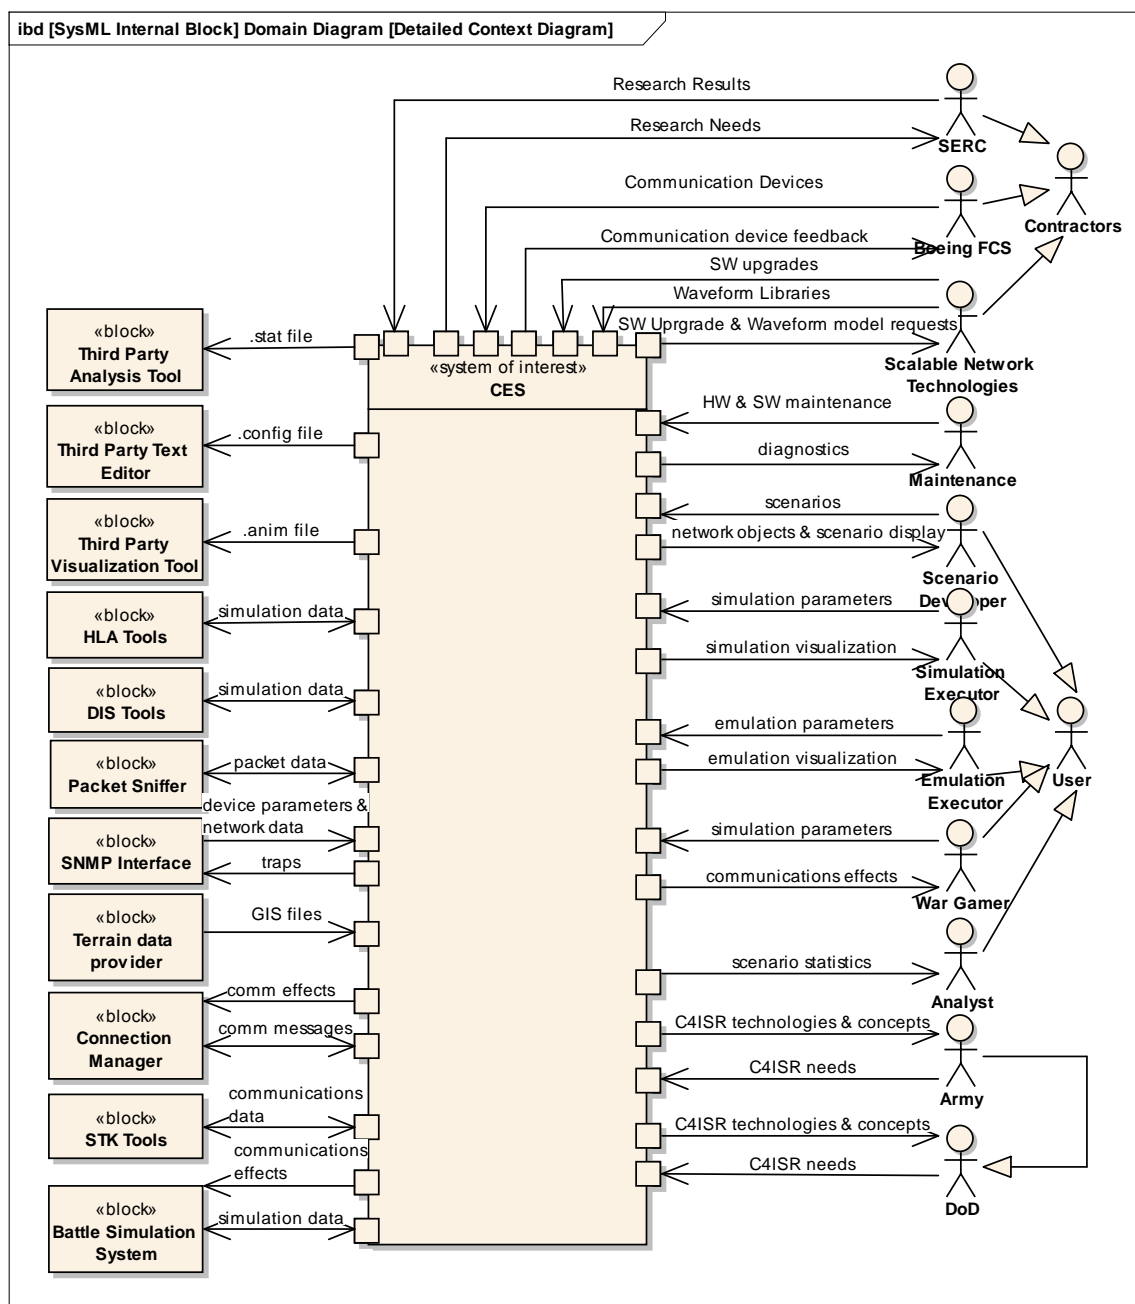 ibd [SysML Internal Block] Domain Diagram [Detailed Context Diagram]
Research Results
Research Needs
SERC
Communication Devices
Contractors
Communication device feedback
Boeing FCS
SW upgrades
Waveform Libraries
SW Uprgrade & Waveform model requests
Scalable Network
Technologies
«block»
Third Party
Analysis Tool
.stat file
«system of interest»
CES
HW & SW maintenance
diagnostics
Maintenance
«block»
Third Party Text
Editor
.config file
scenarios
network objects & scenario display
Scenario
Developer
«block»
Third Party
Visualization Tool
.anim file
simulation parameters
simulation visualization
Simulation
Executor
«block»
HLA Tools
simulation data
«block»
DIS Tools
simulation data
emulation parameters
emulation visualization
Emulation
Executor
User
«block»
Packet Sniffer
packet data
device parameters &
network data
«block»
SNMP Interface
traps
simulation parameters
communications effects
War Gamer
«block»
Terrain data
provider
GIS files
scenario statistics
Analyst
«block»
Connection
Manager
comm effects
comm messages
C4ISR technologies & concepts
C4ISR needs
Army
«block»
STK Tools
communications
data
C4ISR technologies & concepts
C4ISR needs
DoD
communications
effects
«block»
Battle Simulation
System
simulation data